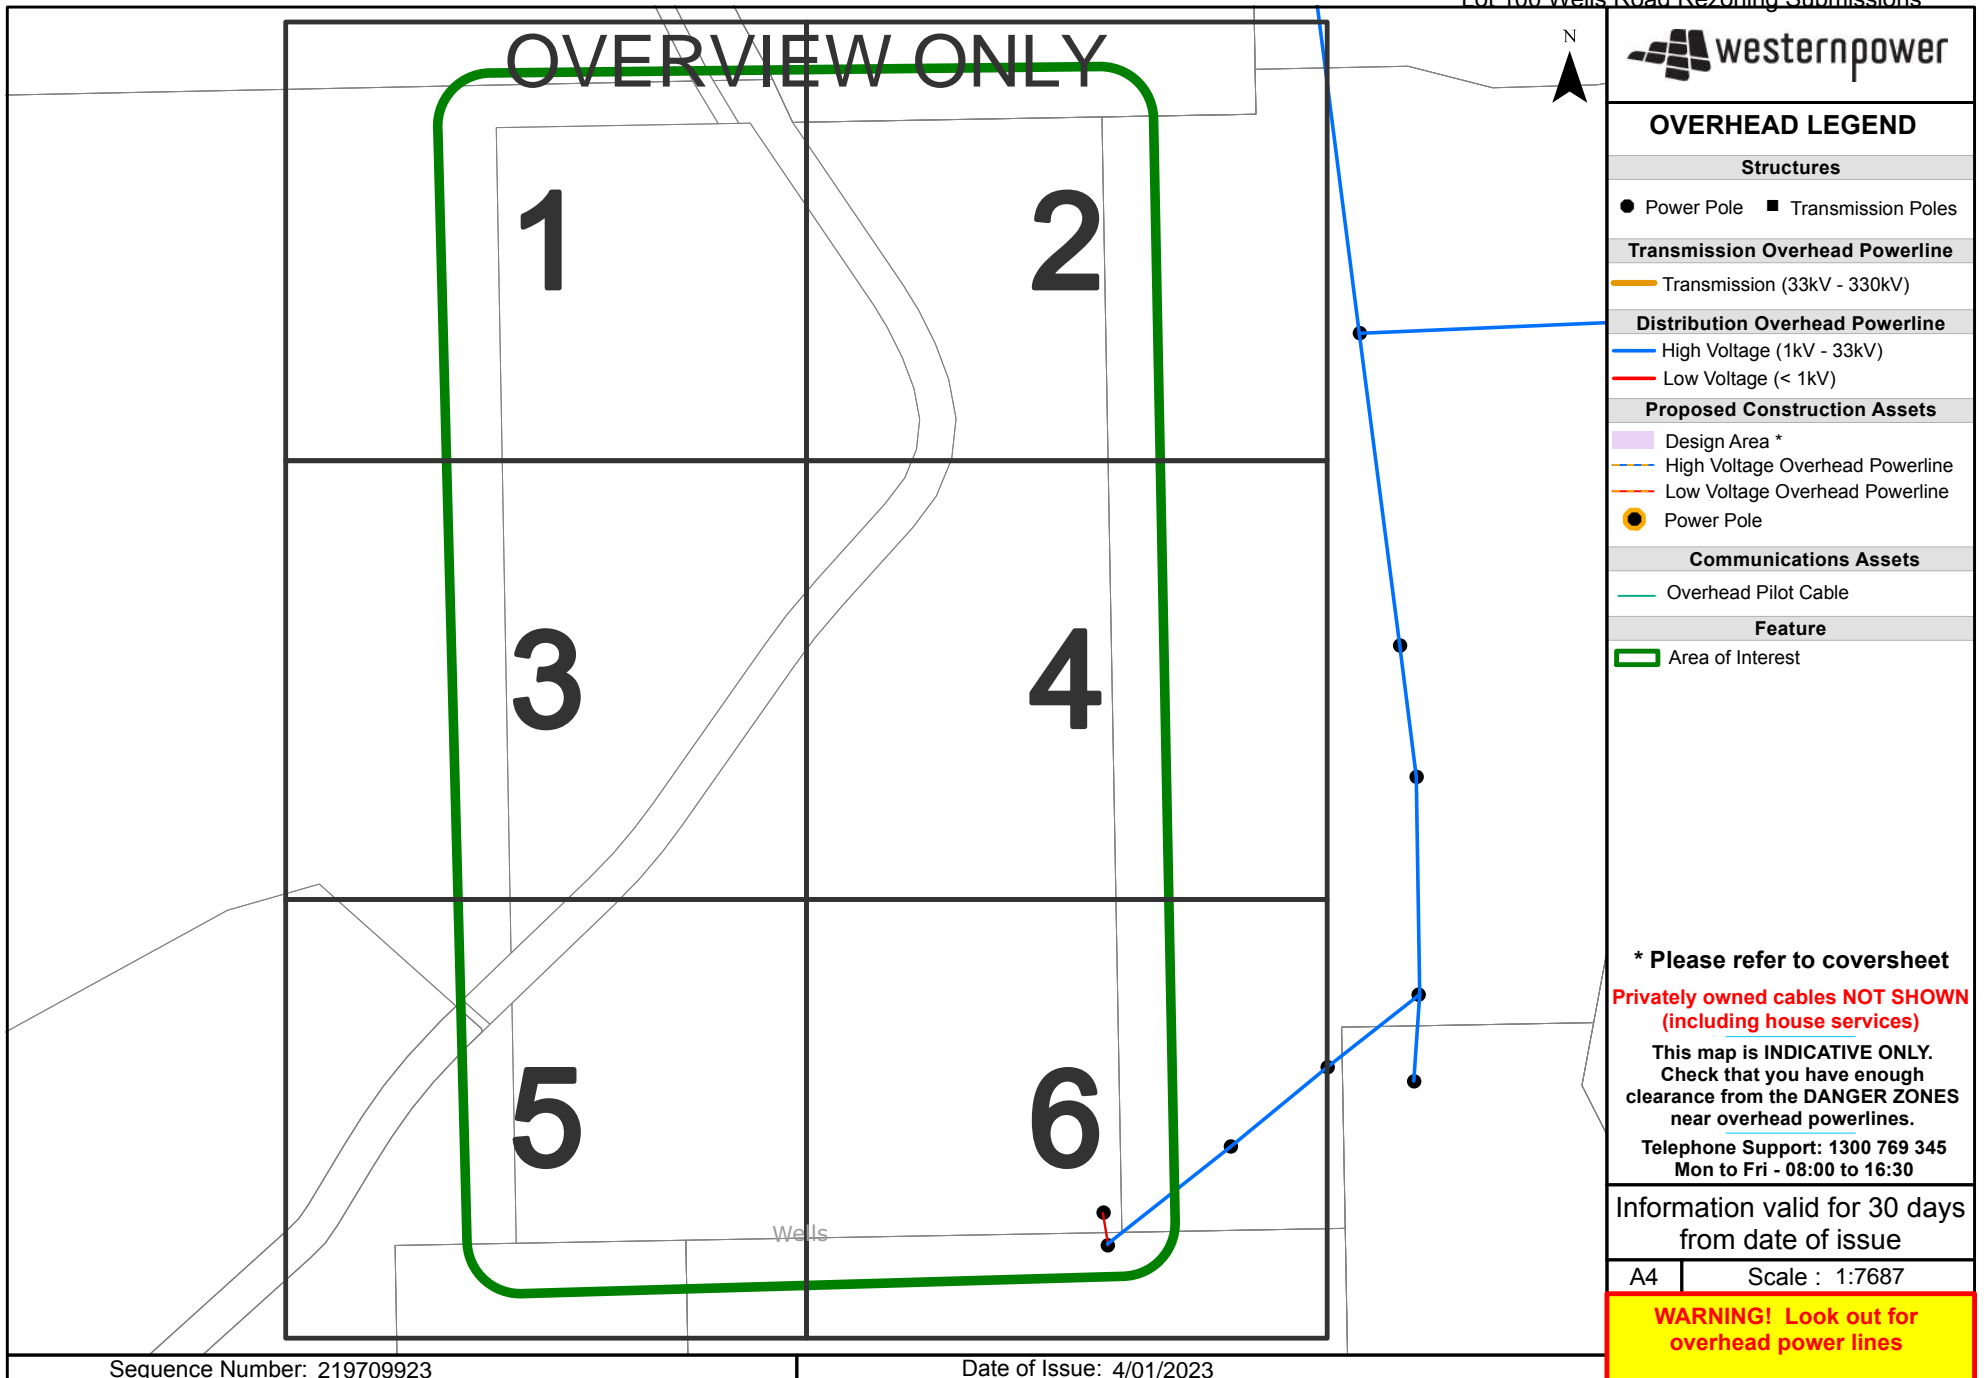 Lot 100 Wells Road Rezoning Submissions
OVERVIEW ONLY
N
1
2
3
4
5
6
Wells
westernpower
OVERHEAD LEGEND
Structures
Power Pole
Transmission Poles
Transmission Overhead Powerline
Transmission (33kV - 330kV)
Distribution Overhead Powerline
High Voltage (1kV - 33kV)
Low Voltage (< 1kV)
Proposed Construction Assets
Design Area *
High Voltage Overhead Powerline
Low Voltage Overhead Powerline
Power Pole
Communications Assets
Overhead Pilot Cable
Feature
Area of Interest
* Please refer to coversheet
Privately owned cables NOT SHOWN
(including house services)
This map is INDICATIVE ONLY.
Check that you have enough
clearance from the DANGER ZONES
near overhead powerlines.
Telephone Support: 1300 769 345
Mon to Fri - 08:00 to 16:30
Information valid for 30 days
from date of issue
A4
Scale : 1:7687
WARNING! Look out for
overhead power lines
Sequence Number: 219709923
Date of Issue: 4/01/2023